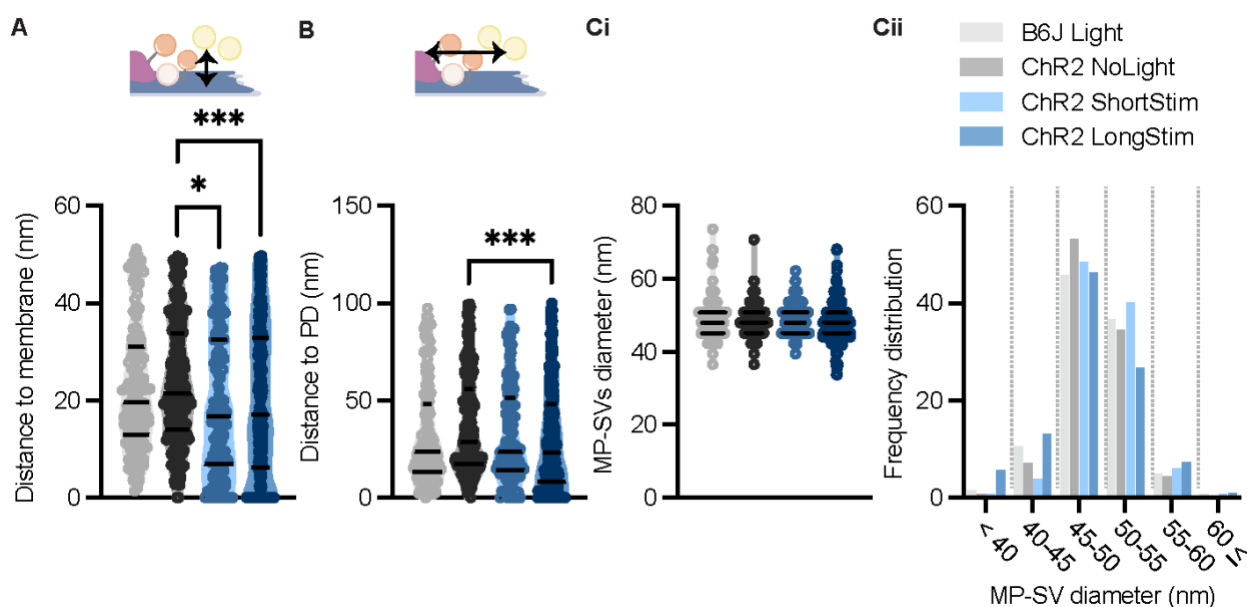 A
B
Ci
Cii
B6J Light
ChR2 NoLight
ChR2 ShortStim
ChR2 LongStim
***
*
Distance to membrane (nm)
60
40
20
0
***
Distance to PD (nm)
150
100
50
0
MP-SVs diameter (nm)
80
60
40
20
0
Frequency distribution
60
40
20
0
< 40
40-45
45-50
50-55
55-60
60 ≤
MP-SV diameter (nm)